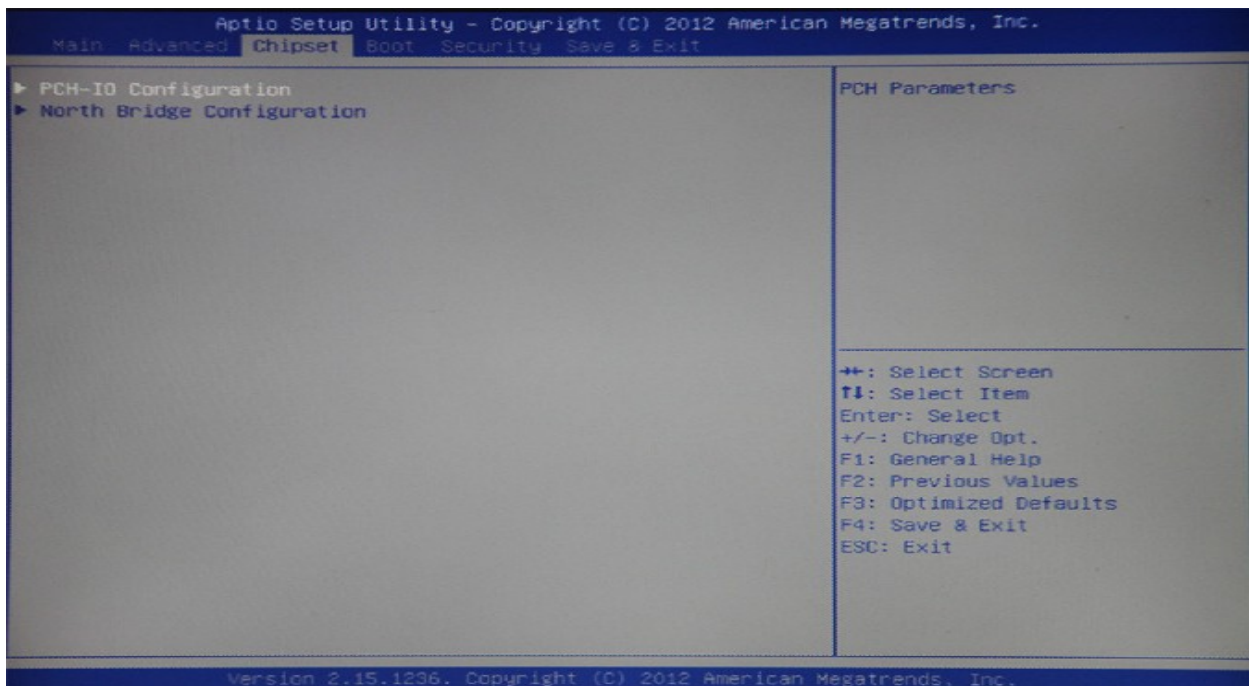 Aptio Setup Utility - Copyright (C) 2012 American Megatrends, Inc.
Main Advanced Chipset Boot Security Save & Exit
► PCH-IO Configuration
► North Bridge Configuration
PCH Parameters
→←: Select Screen
↑↓: Select Item
Enter: Select
+/-: Change Opt.
F1: General Help
F2: Previous Values
F3: Optimized Defaults
F4: Save & Exit
ESC: Exit
Version 2.15.1236. Copyright (C) 2012 American Megatrends, Inc.